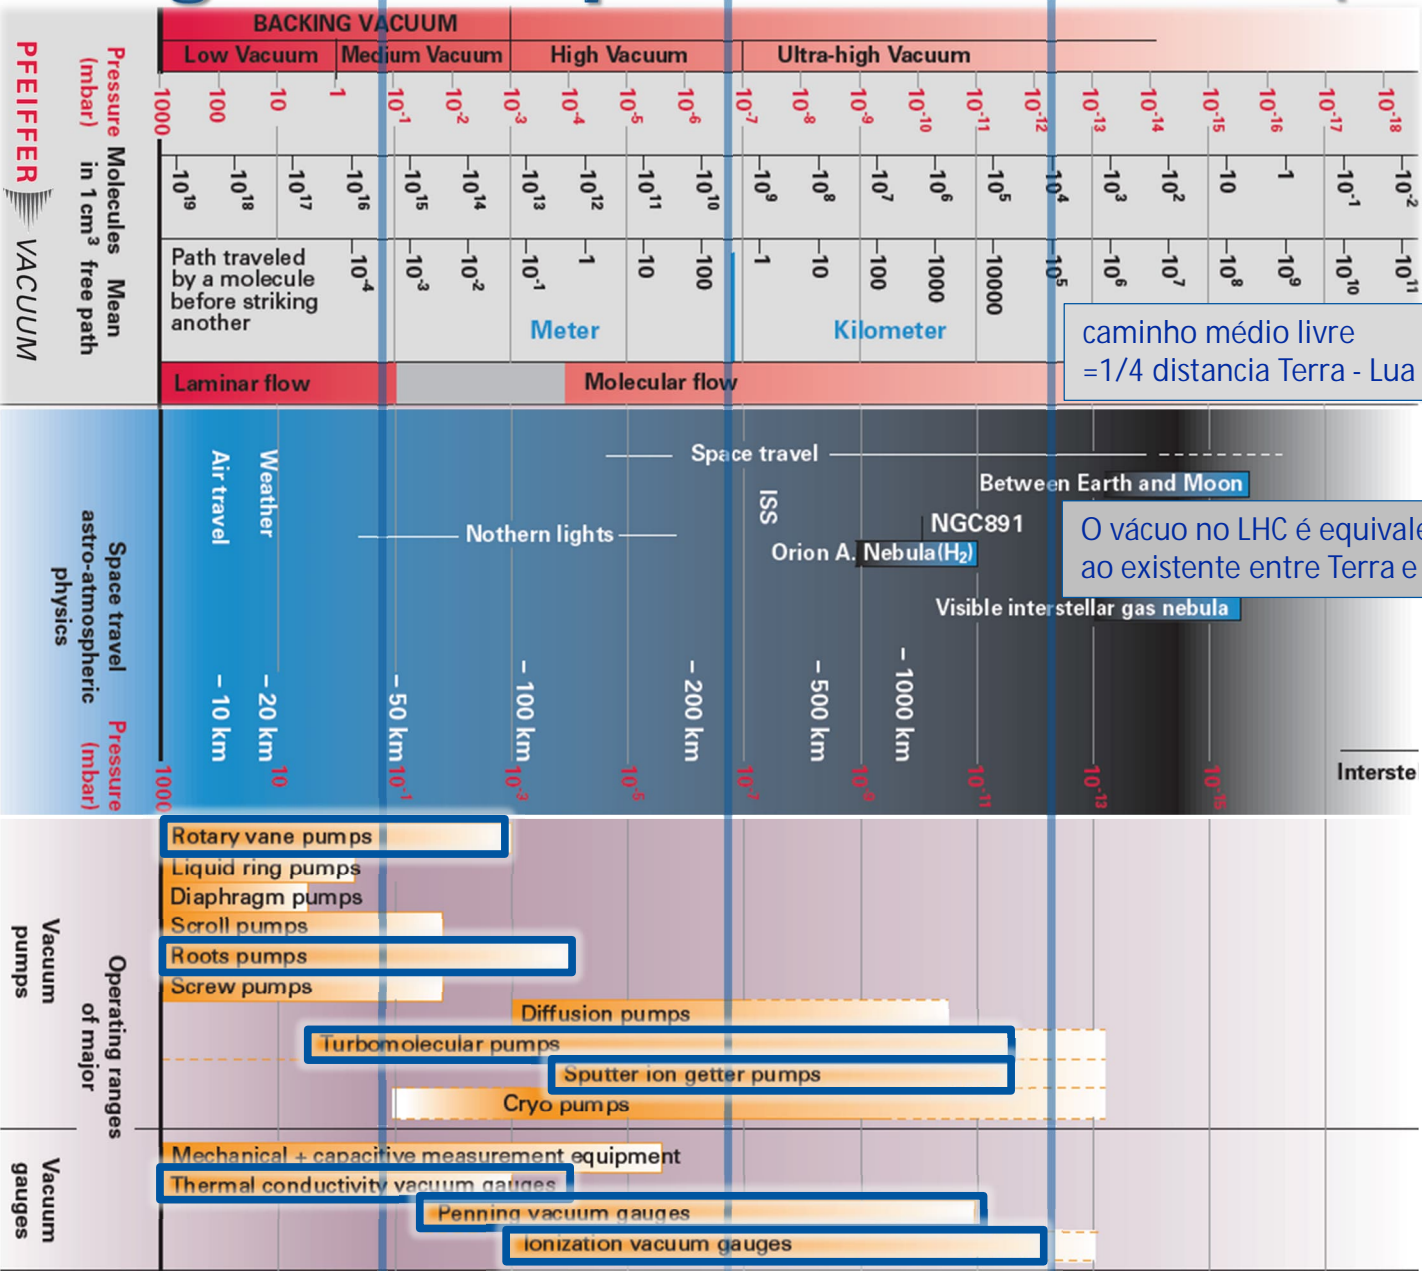 BACKING VACUUM
Low Vacuum
Medium Vacuum
High Vacuum
Ultra-high Vacuum
PFEIFFER VACUUM
Pressure
(mbar)
1000
100
10
1
10-1
10-2
10-3
10-4
10-5
10-6
10-7
10-8
10-9
10-10
10-11
10-12
10-13
10-14
10-15
10-16
10-17
10-18
Molecules
in 1 cm3
1019
1018
1017
1016
1015
1014
1013
1012
1011
1010
109
108
107
106
105
104
103
102
10
1
10-1
10-2
Mean
free path
Path traveled
by a molecule
before striking
another
10-4
10-3
10-2
10-1
1
10
100
1
10
100
1000
10000
105
106
107
108
109
1010
1011
Meter
Kilometer
caminho médio livre
=1/4 distancia Terra - Lua
Laminar flow
Molecular flow
Space travel
astro-atmospheric
physics
Air travel
Weather
Space travel
Between Earth and Moon
ISS
NGC891
Nothern lights
Orion A. Nebula(H2)
O vácuo no LHC é equivale
ao existente entre Terra e
Visible interstellar gas nebula
– 10 km
– 20 km
– 50 km
– 100 km
– 200 km
– 500 km
– 1000 km
Interste
Pressure
(mbar)
1000
10
10-1
10-3
10-5
10-7
10-9
10-11
10-13
10-15
Operating ranges
of major
Vacuum
pumps
Rotary vane pumps
Liquid ring pumps
Diaphragm pumps
Scroll pumps
Roots pumps
Screw pumps
Diffusion pumps
Turbomolecular pumps
Sputter ion getter pumps
Cryo pumps
Vacuum
gauges
Mechanical + capacitive measurement equipment
Thermal conductivity vacuum gauges
Penning vacuum gauges
Ionization vacuum gauges